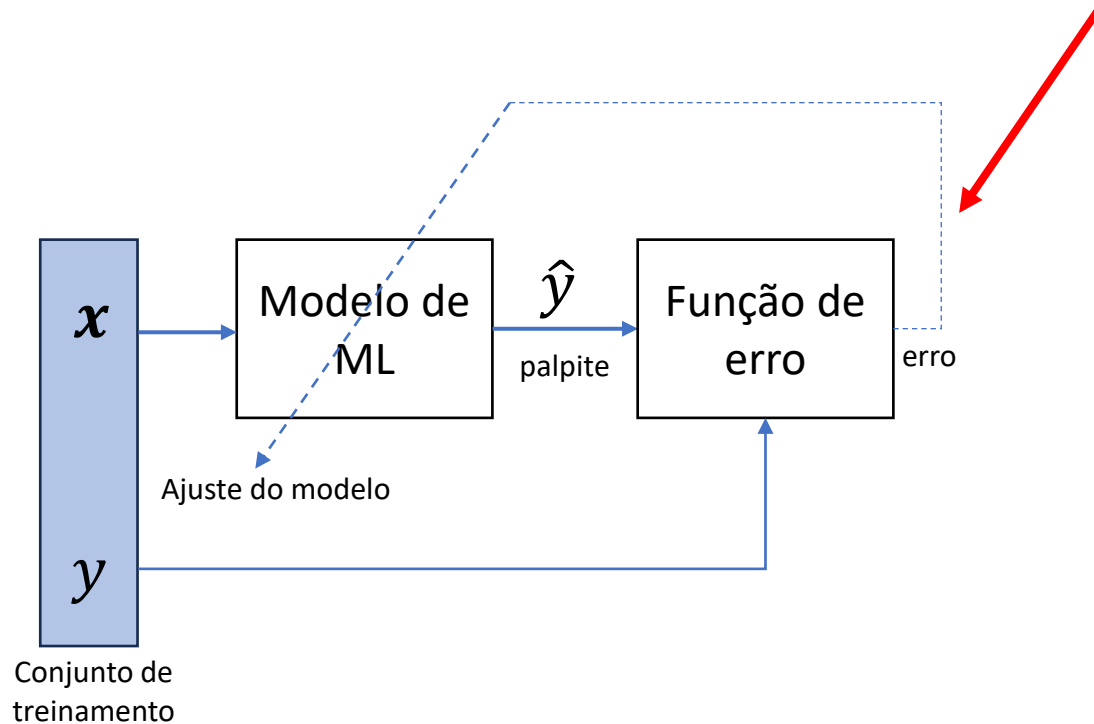 x
Modelo de
ML
ŷ
palpite
Função de
erro
erro
Ajuste do modelo
y
Conjunto de
treinamento